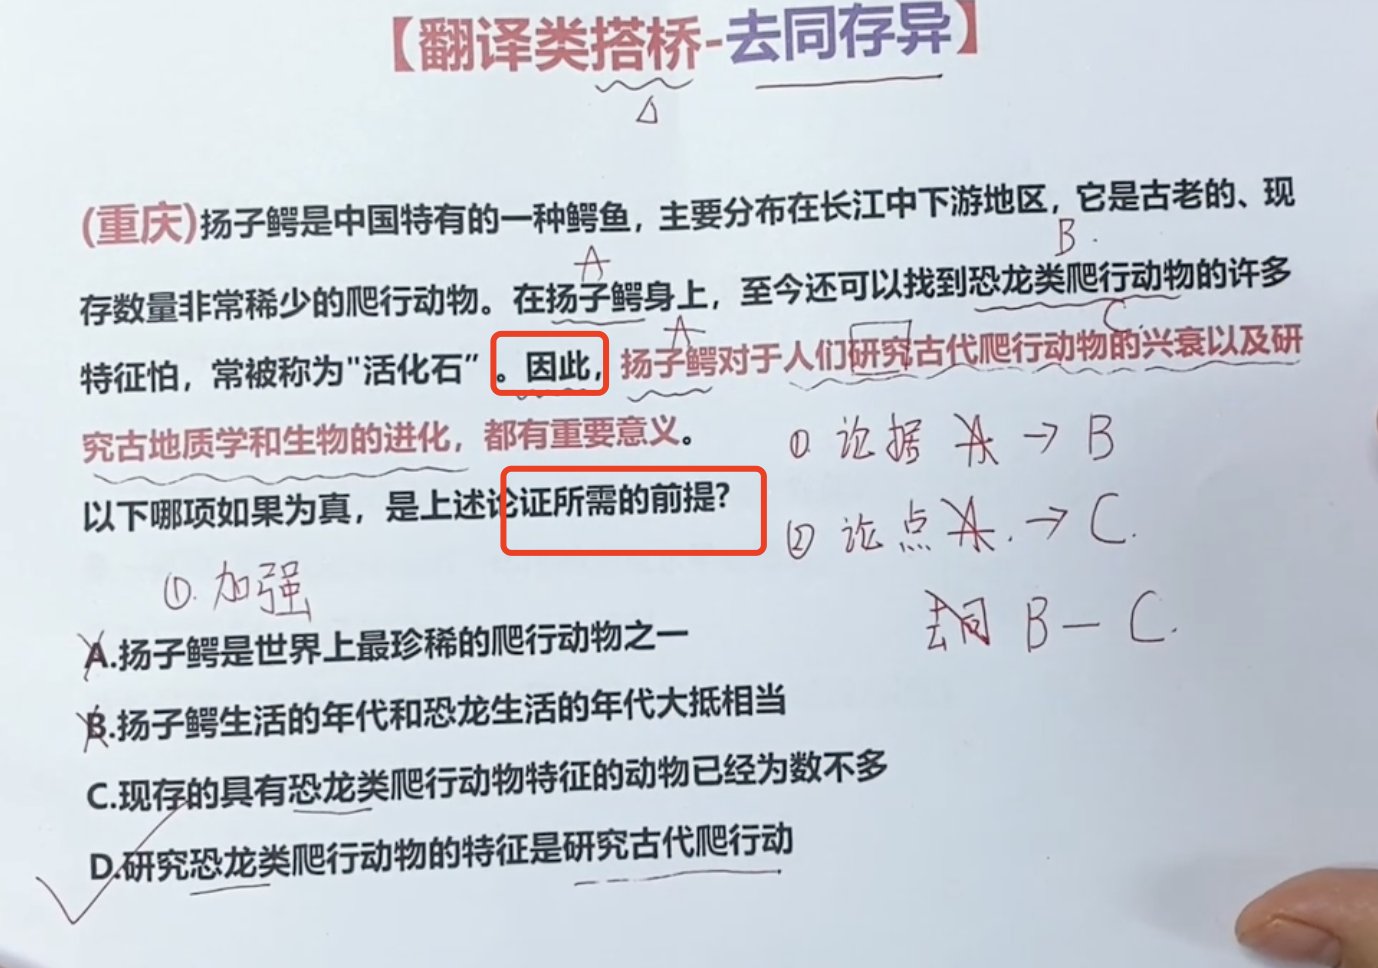 【翻译类搭桥-去同存异】
(重庆)扬子鳄是中国特有的一种鳄鱼，主要分布在长江中下游地区，它是古老的、现
A
B.
存数量非常稀少的爬行动物。在扬子鳄身上，至今还可以找到恐龙类爬行动物的许多
A
C.
特征怕，常被称为"活化石"。因此，扬子鳄对于人们研究古代爬行动物的兴衰以及研
究古地质学和生物的进化，都有重要意义。
① 论据 A → B
以下哪项如果为真，是上述论证所需的前提?
② 论点 A. → C.
①. 加强
去同 B — C.
A.扬子鳄是世界上最珍稀的爬行动物之一
B.扬子鳄生活的年代和恐龙生活的年代大抵相当
C.现存的具有恐龙类爬行动物特征的动物已经为数不多
D.研究恐龙类爬行动物的特征是研究古代爬行动